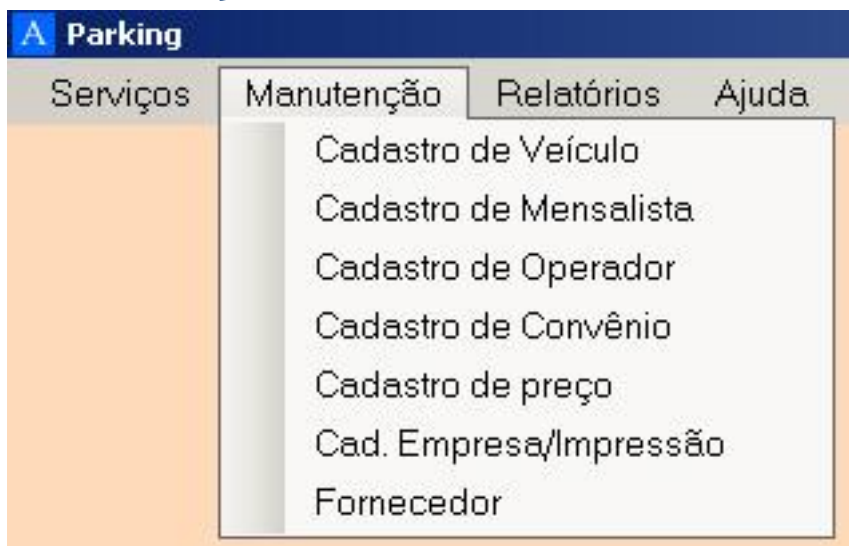 A Parking
Serviços Manutenção Relatórios Ajuda
Cadastro de Veículo
Cadastro de Mensalista
Cadastro de Operador
Cadastro de Convênio
Cadastro de preço
Cad. Empresa/Impressão
Fornecedor